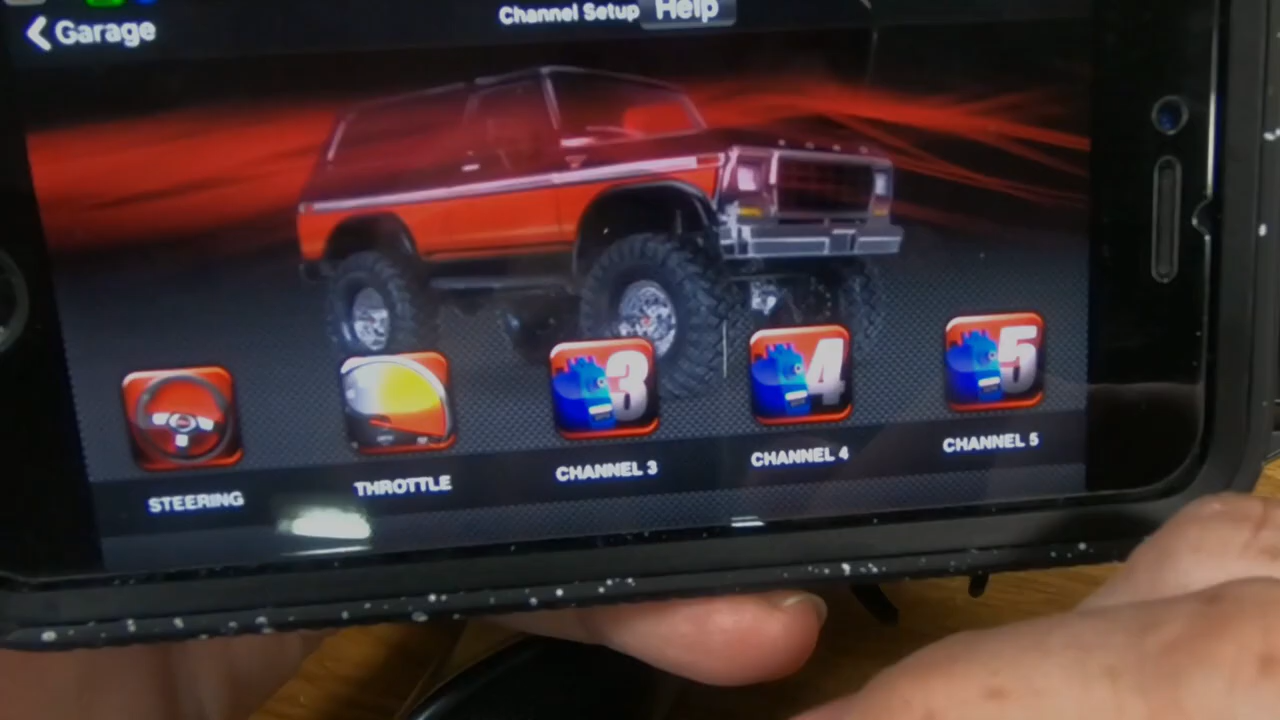 Garage
Channel Setup
Help
3
4
5
STEERING
THROTTLE
CHANNEL 3
CHANNEL 4
CHANNEL 5